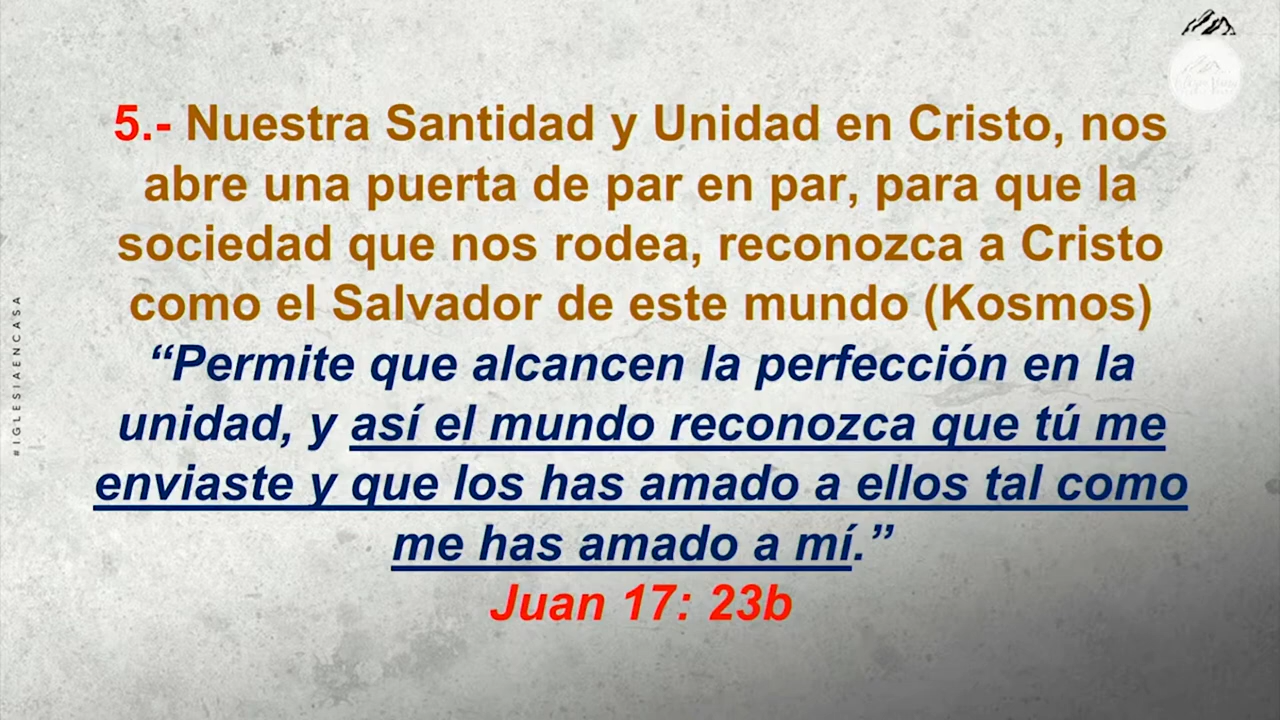 5.- Nuestra Santidad y Unidad en Cristo, nos
abre una puerta de par en par, para que la
sociedad que nos rodea, reconozca a Cristo
como el Salvador de este mundo (Kosmos)
“Permite que alcancen la perfección en la
unidad, y así el mundo reconozca que tú me
enviaste y que los has amado a ellos tal como
me has amado a mí.”
Juan 17: 23b
#IGLESIAENCASA